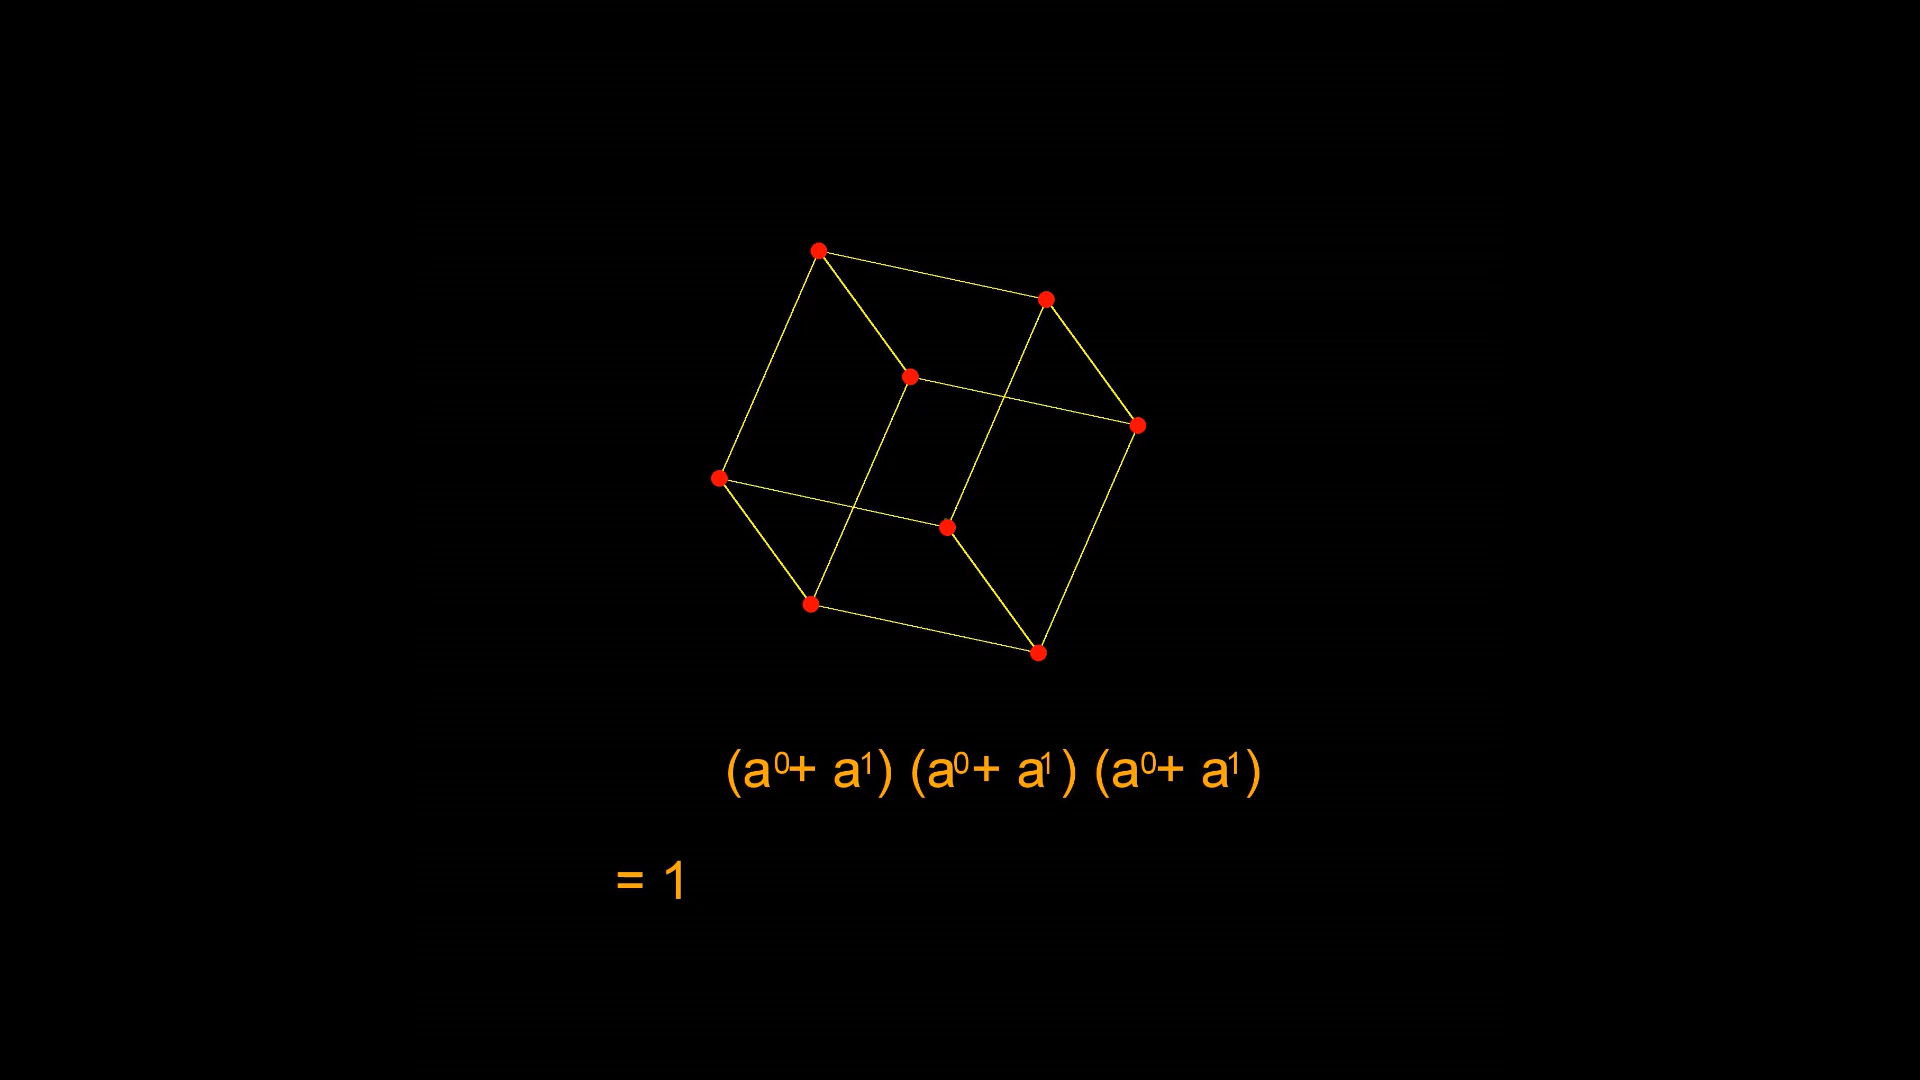 (a⁰+ a¹) (a⁰+ a¹) (a⁰+ a¹)
= 1